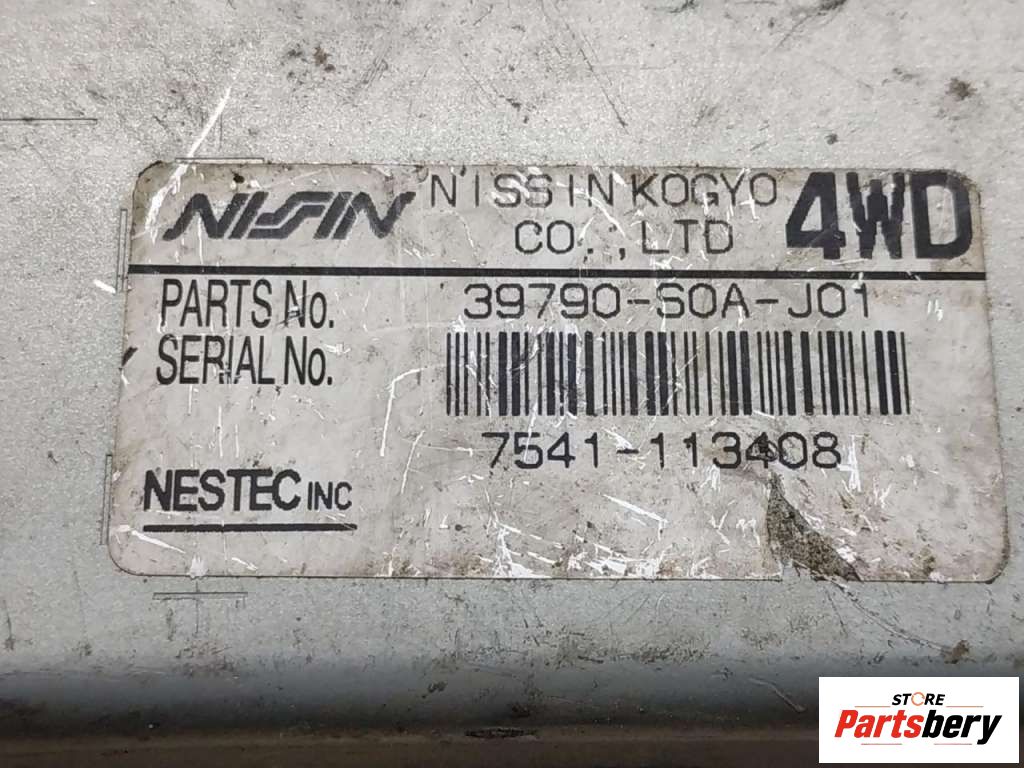 NISSIN NISSIN KOGYO 4WD
CO.,LTD
PARTS No. 39790-S0A-J01
SERIAL No.
7541-113408
NESTEC INC
STORE
Partsbery